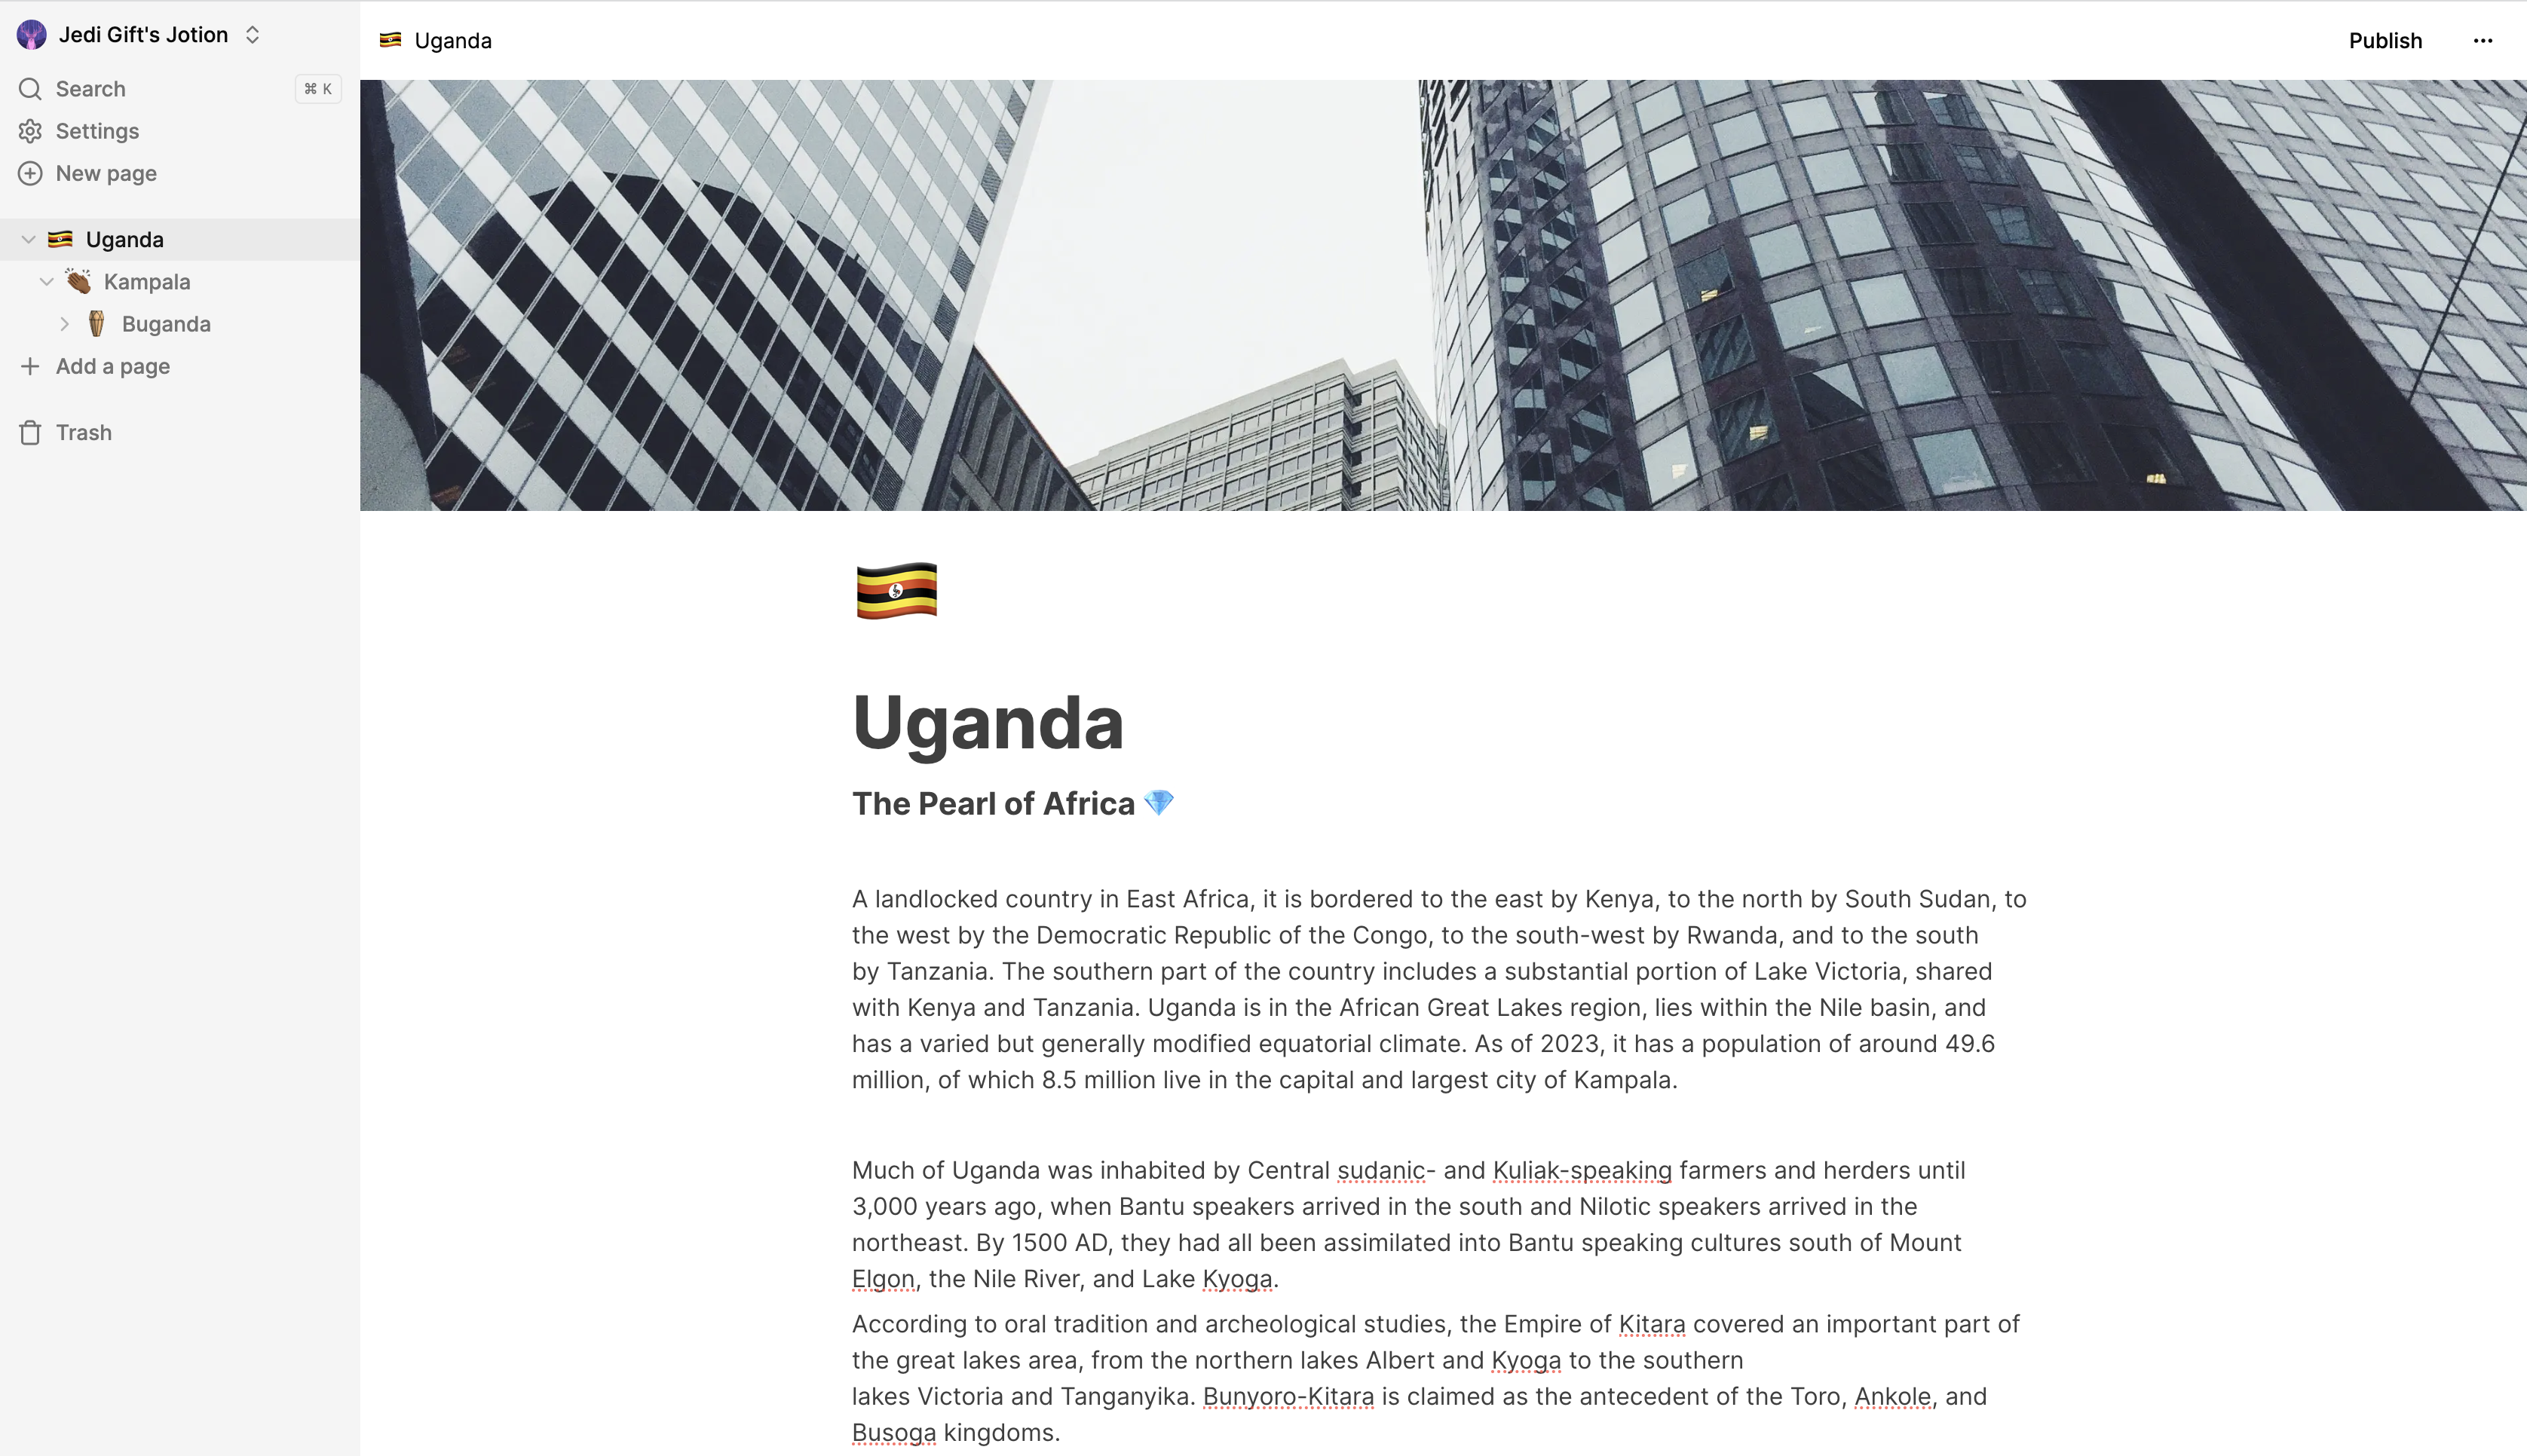 Jedi Gift's Jotion
Search
⌘ K
Settings
New page
Uganda
Kampala
Buganda
Add a page
Trash
Uganda
Publish
Uganda
The Pearl of Africa 💎
A landlocked country in East Africa, it is bordered to the east by Kenya, to the north by South Sudan, to
the west by the Democratic Republic of the Congo, to the south-west by Rwanda, and to the south
by Tanzania. The southern part of the country includes a substantial portion of Lake Victoria, shared
with Kenya and Tanzania. Uganda is in the African Great Lakes region, lies within the Nile basin, and
has a varied but generally modified equatorial climate. As of 2023, it has a population of around 49.6
million, of which 8.5 million live in the capital and largest city of Kampala.
Much of Uganda was inhabited by Central sudanic- and Kuliak-speaking farmers and herders until
3,000 years ago, when Bantu speakers arrived in the south and Nilotic speakers arrived in the
northeast. By 1500 AD, they had all been assimilated into Bantu speaking cultures south of Mount
Elgon, the Nile River, and Lake Kyoga.
According to oral tradition and archeological studies, the Empire of Kitara covered an important part of
the great lakes area, from the northern lakes Albert and Kyoga to the southern
lakes Victoria and Tanganyika. Bunyoro-Kitara is claimed as the antecedent of the Toro, Ankole, and
Busoga kingdoms.